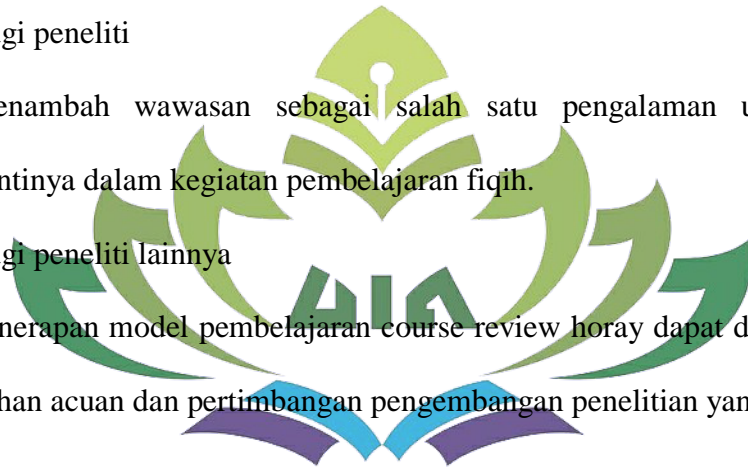 gi peneliti
enambah wawasan sebagai salah satu pengalaman u
ntinya dalam kegiatan pembelajaran fiqih.
gi peneliti lainnya
UIN
nerapan model pembelajaran course review horay dapat d
han acuan dan pertimbangan pengembangan penelitian yan